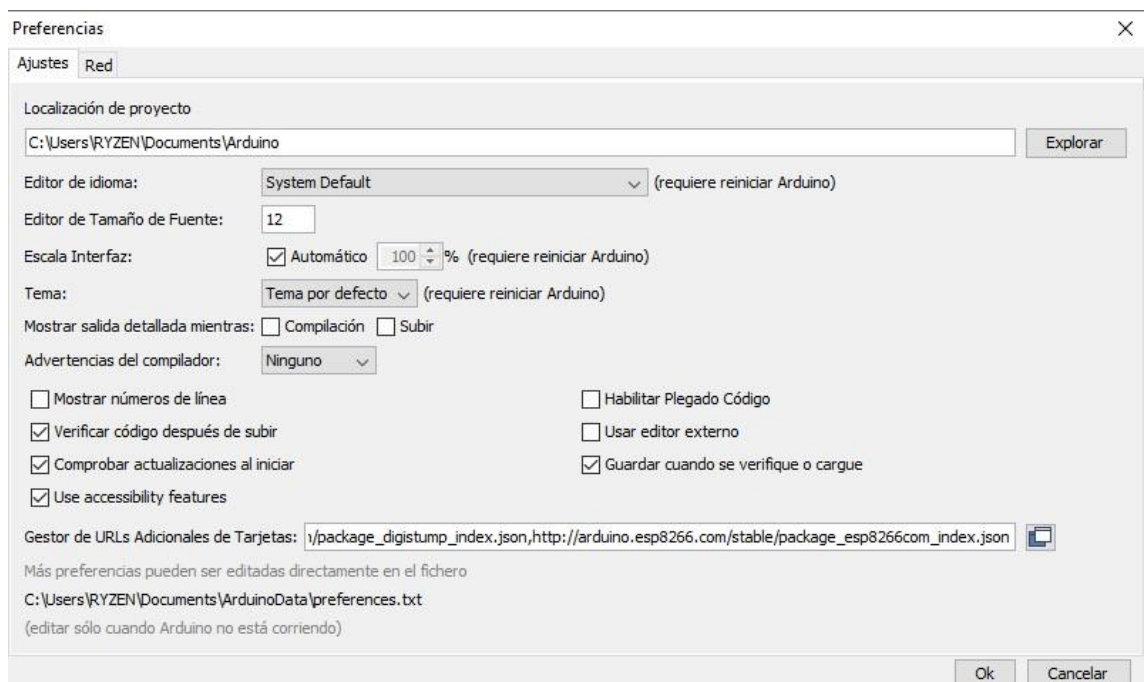 Preferencias
Ajustes Red
Localización de proyecto
C:\Users\RYZEN\Documents\Arduino Explorar
Editor de idioma: System Default (requiere reiniciar Arduino)
Editor de Tamaño de Fuente: 12
Escala Interfaz: Automático 100 % (requiere reiniciar Arduino)
Tema: Tema por defecto (requiere reiniciar Arduino)
Mostrar salida detallada mientras: Compilación Subir
Advertencias del compilador: Ninguno
Mostrar números de línea Habilitar Plegado Código
Verificar código después de subir Usar editor externo
Comprobar actualizaciones al iniciar Guardar cuando se verifique o cargue
Use accessibility features
Gestor de URLs Adicionales de Tarjetas: /package_digistump_index.json,http://arduino.esp8266.com/stable/package_esp8266com_index.json
Más preferencias pueden ser editadas directamente en el fichero
C:\Users\RYZEN\Documents\ArduinoData\preferences.txt
(editar sólo cuando Arduino no está corriendo)
Ok Cancelar